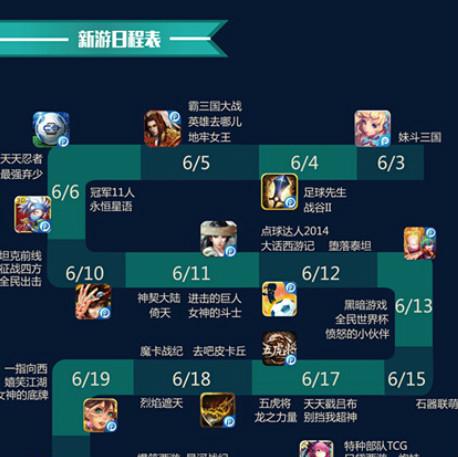 新游日程表
霸三国大战
英雄去哪儿
地牢女王
妹斗三国
天天忍者
最强弃少
6/5
6/4
6/3
6/6
冠军11人
永恒星语
足球先生
战谷II
点球达人2014
大话西游记 堕落泰坦
坦克前线
征战四方
全民出击
6/10
6/11
6/12
6/13
神契大陆
倚天
进击的巨人
女神的斗士
黑暗游戏
全民世界杯
愤怒的小伙伴
魔卡战纪 去吧皮卡丘
一指向西
嬉笑江湖
女神的底牌
6/19
6/18
6/17
6/15
烈焰遮天
五虎将
龙之力量
天天戳吕布
别挡我超神
石器联萌
特种部队TCG